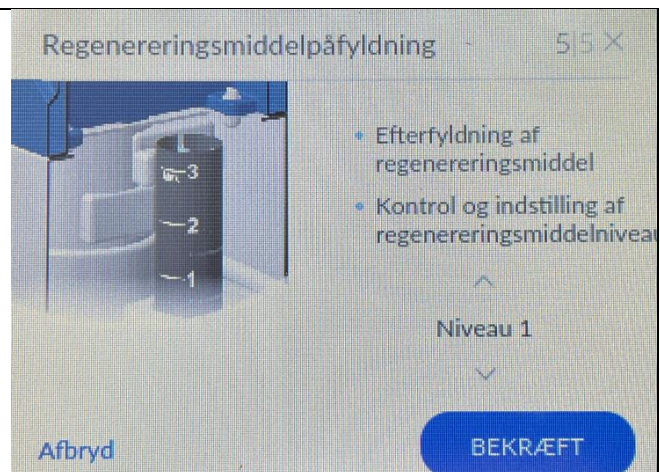 Regenereringsmiddelpåfyldning
5|5
3
2
1
• Efterfyldning af
regenereringsmiddel
• Kontrol og indstilling af
regenereringsmiddelniveau
Niveau 1
Afbryd
BEKRÆFT